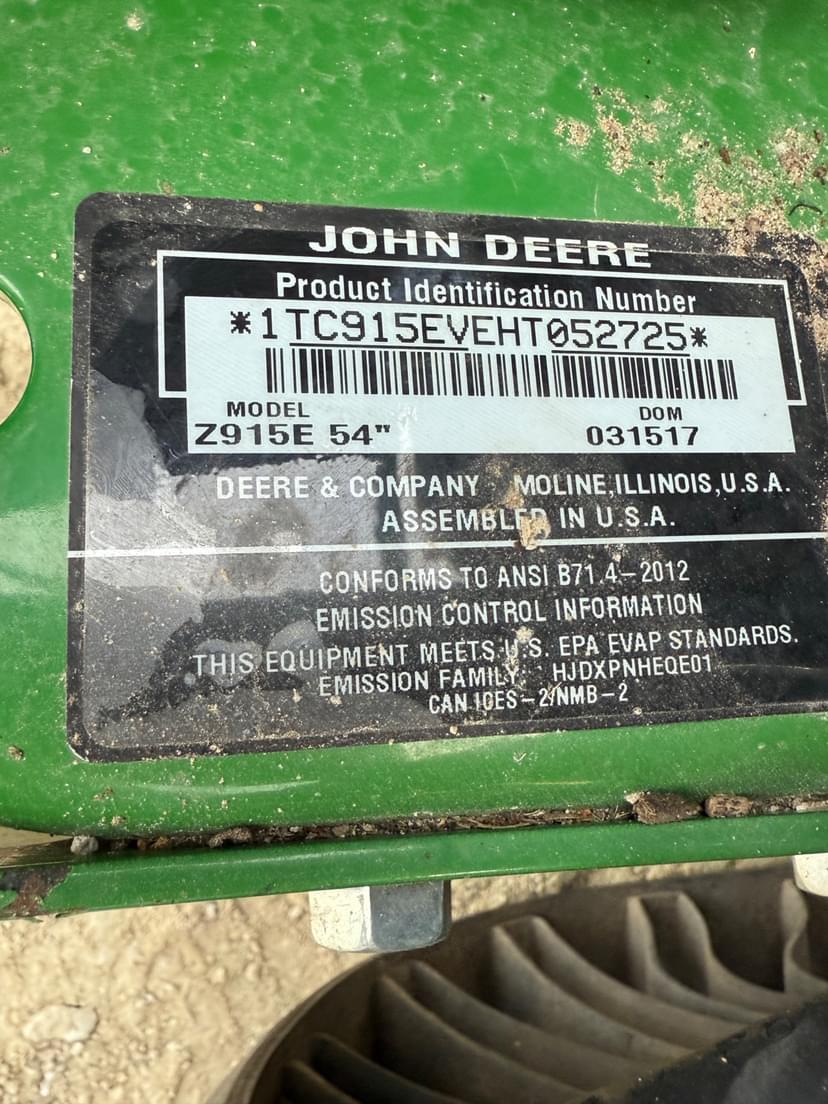 JOHN DEERE
Product Identification Number
*1TC915EVEHT052725*
MODEL DOM
Z915E 54" 031517
DEERE & COMPANY MOLINE,ILLINOIS,U.S.A.
ASSEMBLED IN U.S.A.
CONFORMS TO ANSI B71.4-2012
EMISSION CONTROL INFORMATION
THIS EQUIPMENT MEETS U.S. EPA EVAP STANDARDS.
EMISSION FAMILY: HJDXPNHEQE01
CAN ICES-2/NMB-2